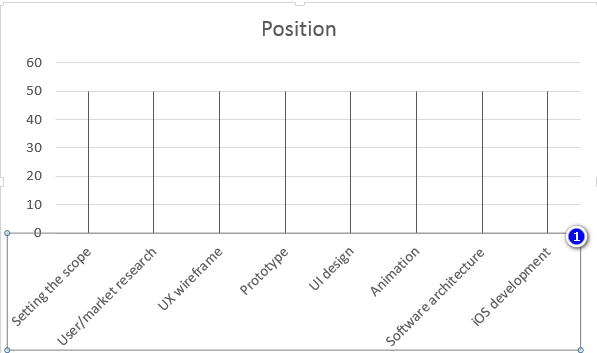 Position
60
50
40
30
20
10
0
1
Setting the scope
User/market research
UX wireframe
Prototype
UI design
Animation
Software architecture
iOS development